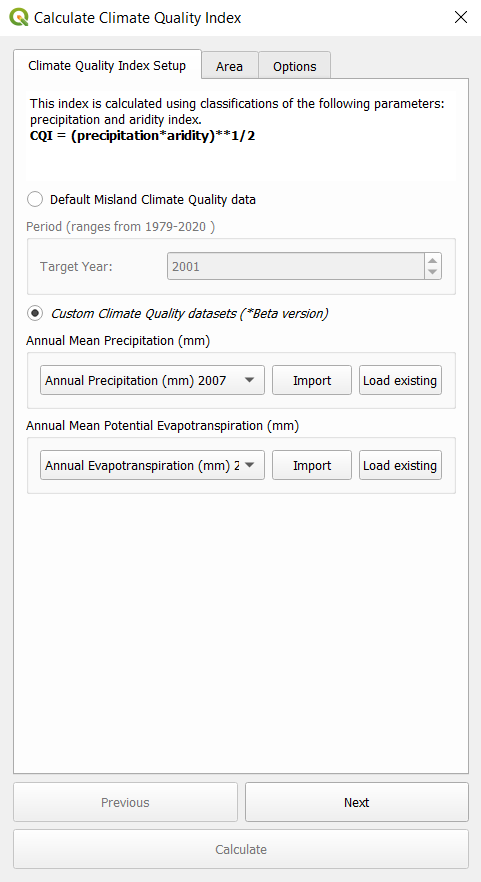 Calculate Climate Quality Index
Climate Quality Index Setup
Area
Options
This index is calculated using classifications of the following parameters:
precipitation and aridity index.
CQI = (precipitation*aridity)**1/2
Default Misland Climate Quality data
Period (ranges from 1979-2020 )
Target Year:
2001
Custom Climate Quality datasets (*Beta version)
Annual Mean Precipitation (mm)
Annual Precipitation (mm) 2007
Import
Load existing
Annual Mean Potential Evapotranspiration (mm)
Annual Evapotranspiration (mm) 2
Import
Load existing
Previous
Next
Calculate